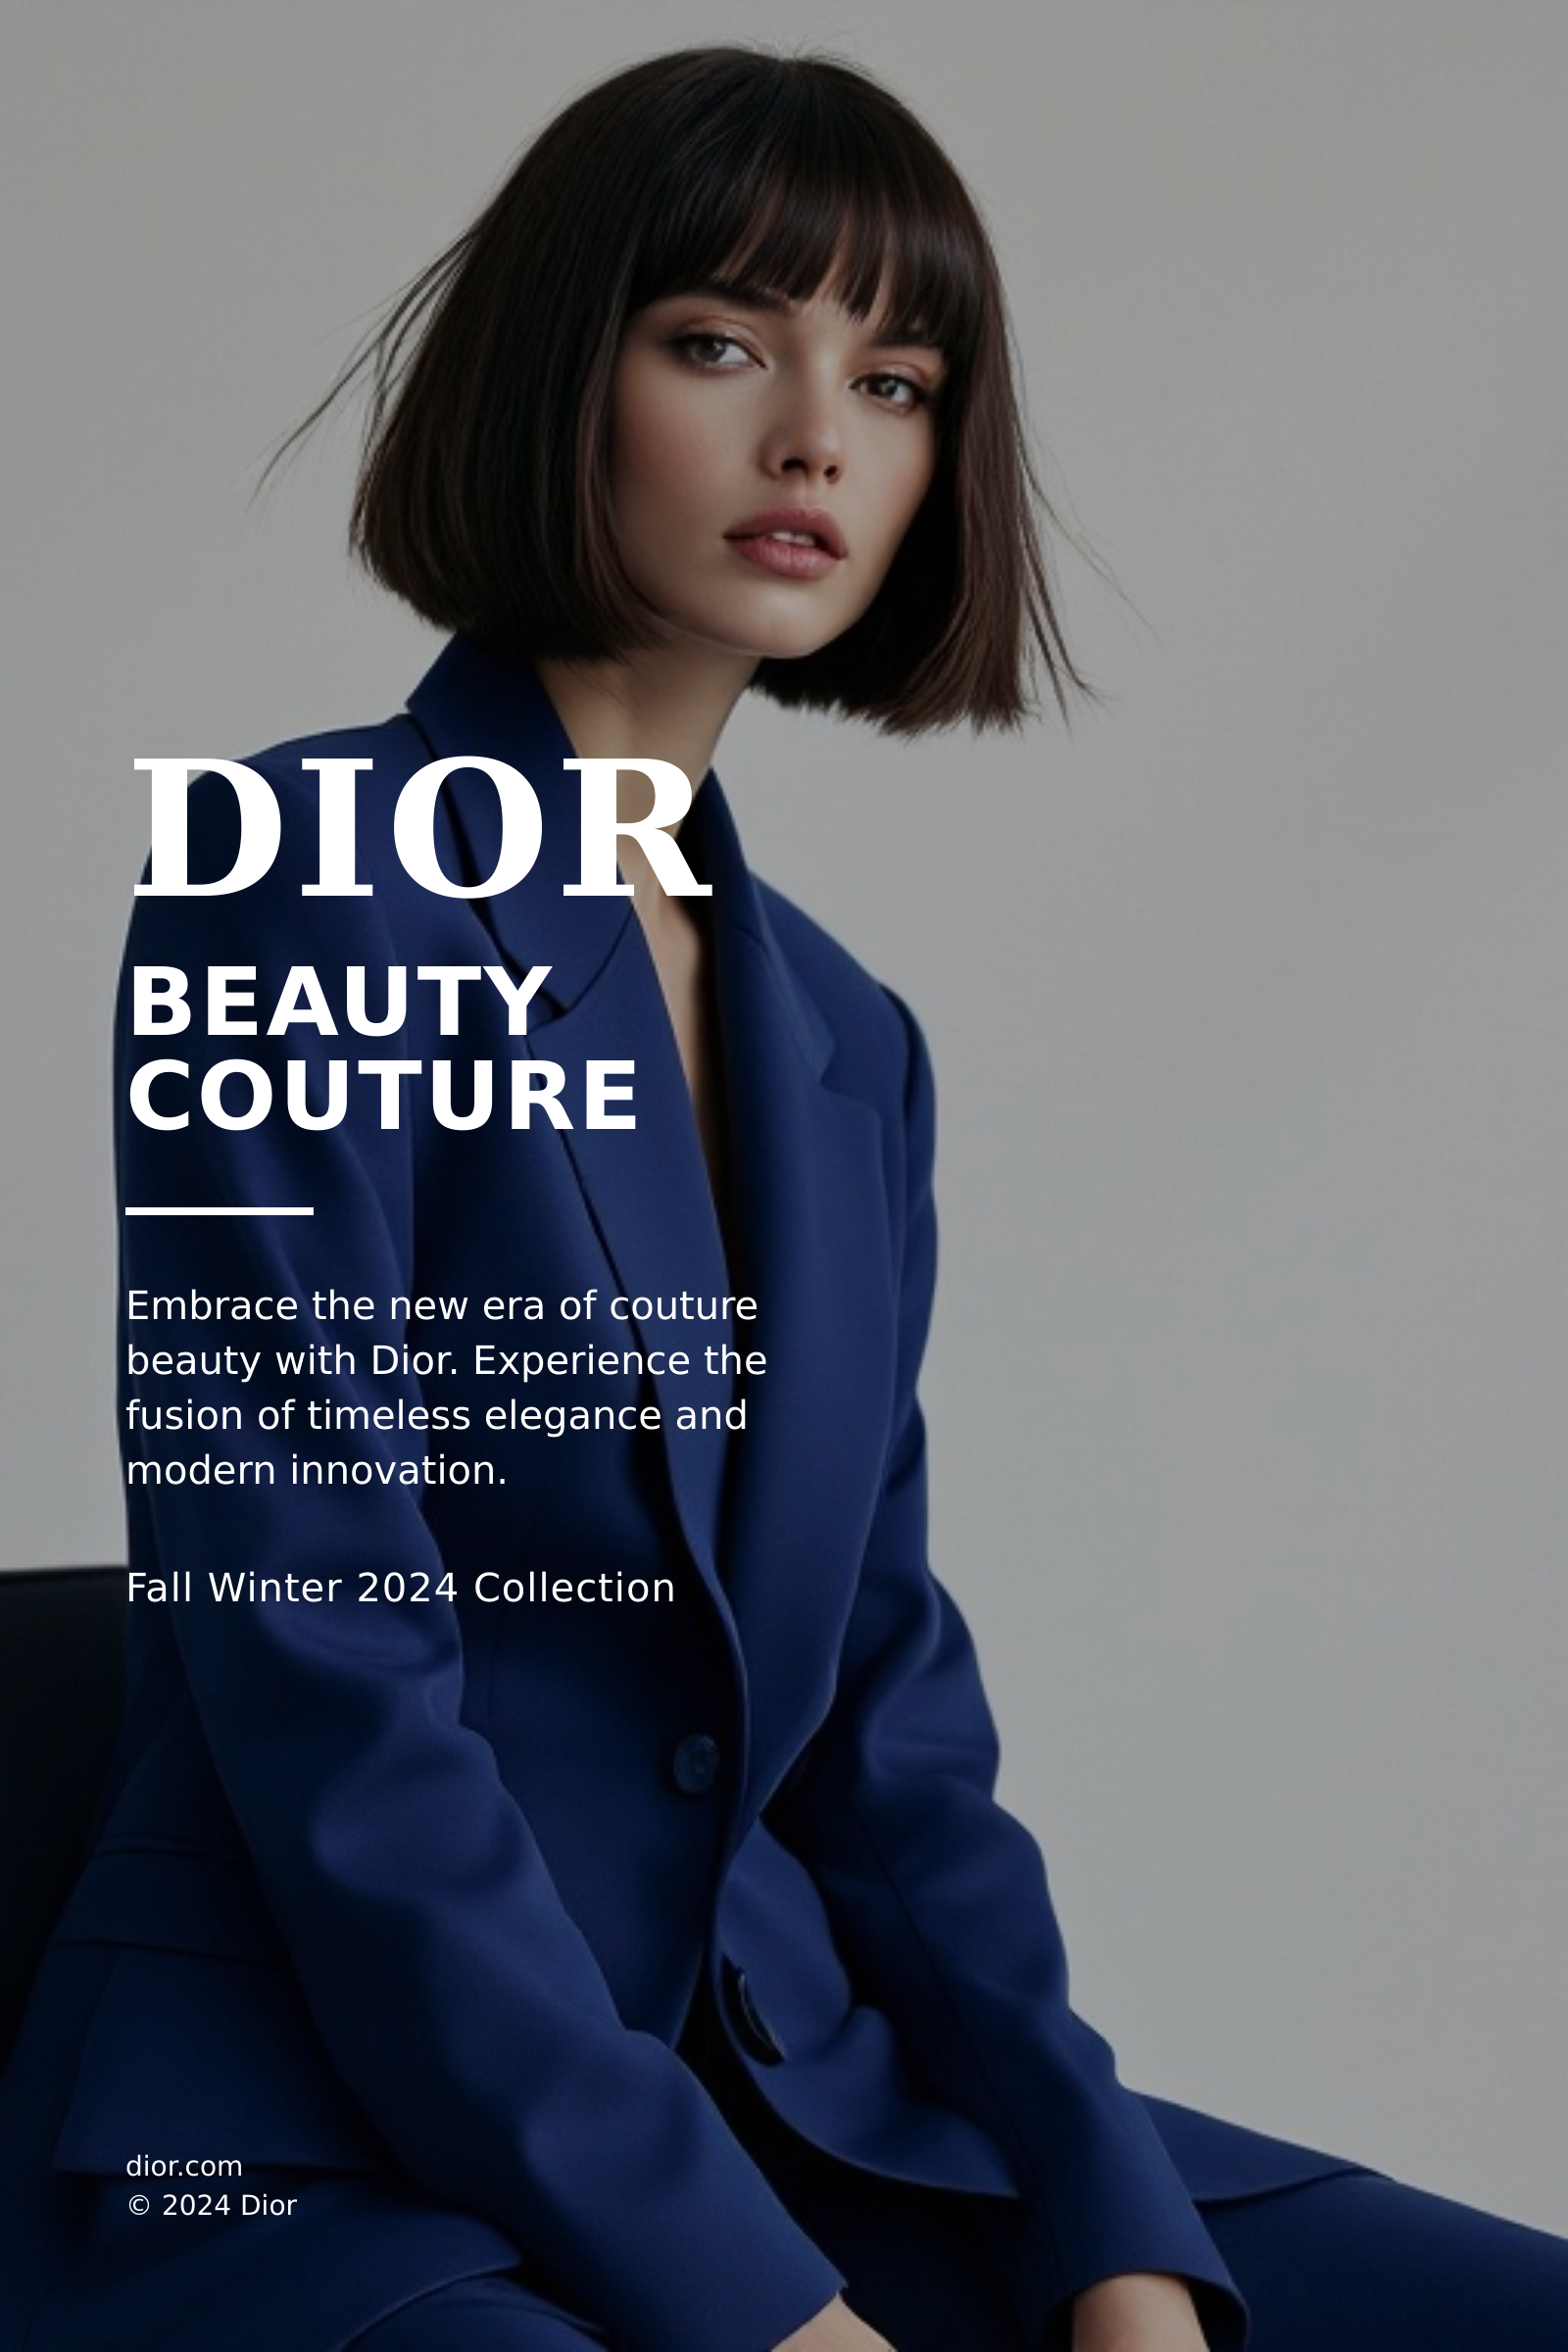 DIOR
BEAUTY
COUTURE
Embrace the new era of couture
beauty with Dior. Experience the
fusion of timeless elegance and
modern innovation.
Fall Winter 2024 Collection
dior.com
© 2024 Dior